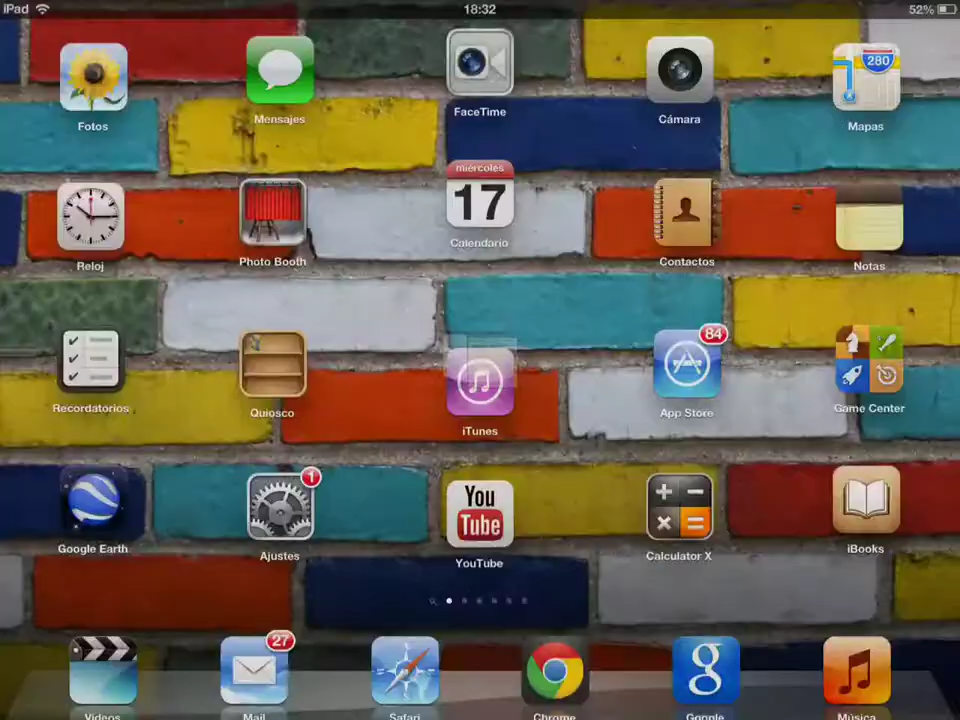 iPad
18:32
52%
Fotos
Mensajes
FaceTime
Cámara
280
Mapas
Reloj
Photo Booth
miércoles
17
Calendario
Contactos
Notas
Recordatorios
Quiosco
iTunes
84
App Store
Game Center
Google Earth
1
Ajustes
You
Tube
YouTube
Calculator X
iBooks
Vídeos
27
Mail
Safari
Chrome
g
Google
Música